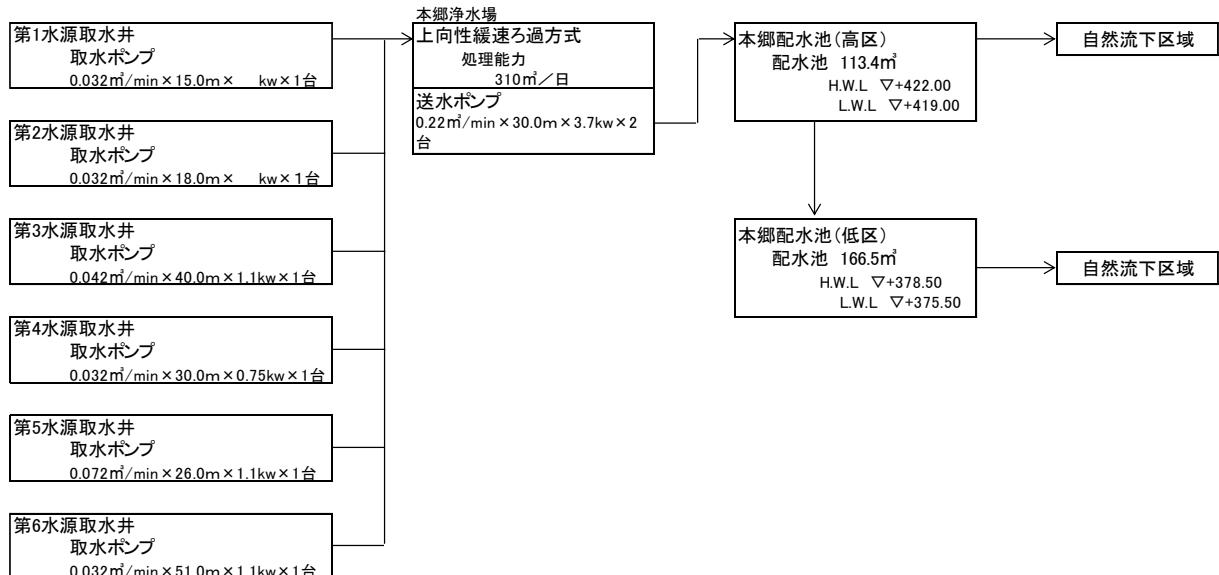 第1水源取水井
取水ポンプ
0.032㎥/min×15.0m×　kw×1台
第2水源取水井
取水ポンプ
0.032㎥/min×18.0m×　kw×1台
第3水源取水井
取水ポンプ
0.042㎥/min×40.0m×1.1kw×1台
第4水源取水井
取水ポンプ
0.032㎥/min×30.0m×0.75kw×1台
第5水源取水井
取水ポンプ
0.072㎥/min×26.0m×1.1kw×1台
第6水源取水井
取水ポンプ
0.032㎥/min×51.0m×1.1kw×1台
本郷浄水場
上向性緩速ろ過方式
処理能力
310㎥／日
送水ポンプ
0.22㎥/min×30.0m×3.7kw×2
台
本郷配水池（高区）
配水池 113.4㎥
H.W.L ▽+422.00
L.W.L ▽+419.00
自然流下区域
本郷配水池（低区）
配水池 166.5㎥
H.W.L ▽+378.50
L.W.L ▽+375.50
自然流下区域